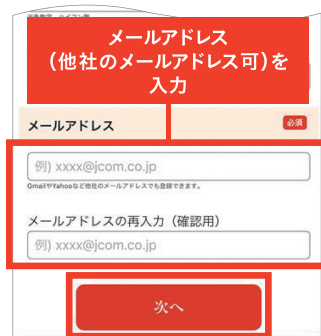 メールアドレス
(他社のメールアドレス可)を
入力
メールアドレス
必須
例) xxxx@jcom.co.jp
GmailやYahooなど他社のメールアドレスでも登録できます。
メールアドレスの再入力(確認用)
例) xxxx@jcom.co.jp
次へ